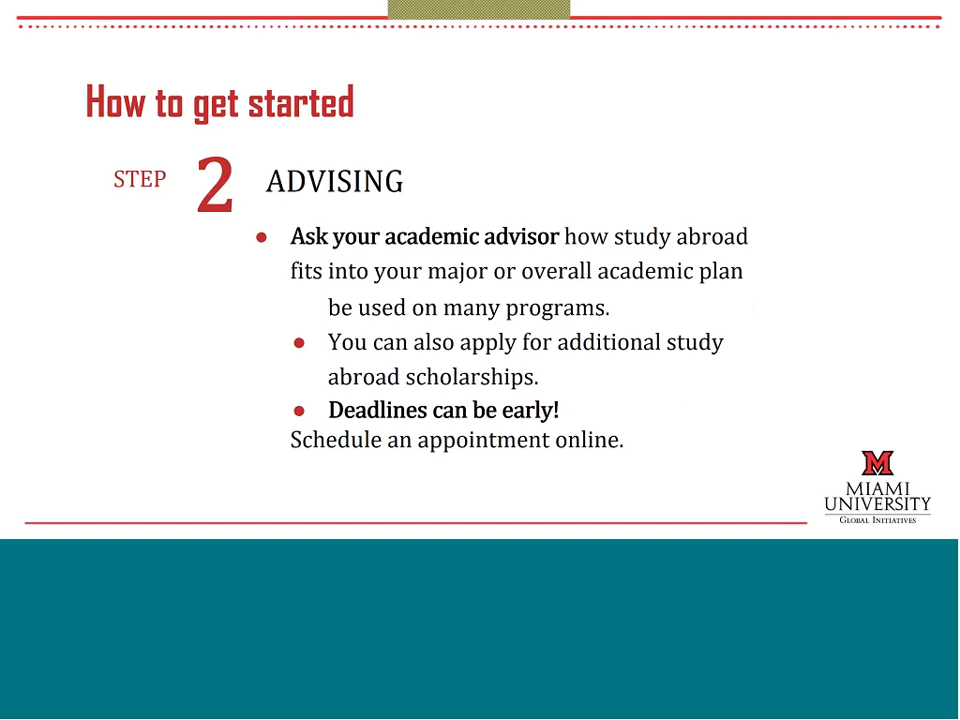 How to get started
STEP 2 ADVISING
● Ask your academic advisor how study abroad
fits into your major or overall academic plan
be used on many programs.
● You can also apply for additional study
abroad scholarships.
● Deadlines can be early!
Schedule an appointment online.
M
MIAMI
UNIVERSITY
GLOBAL INITIATIVES